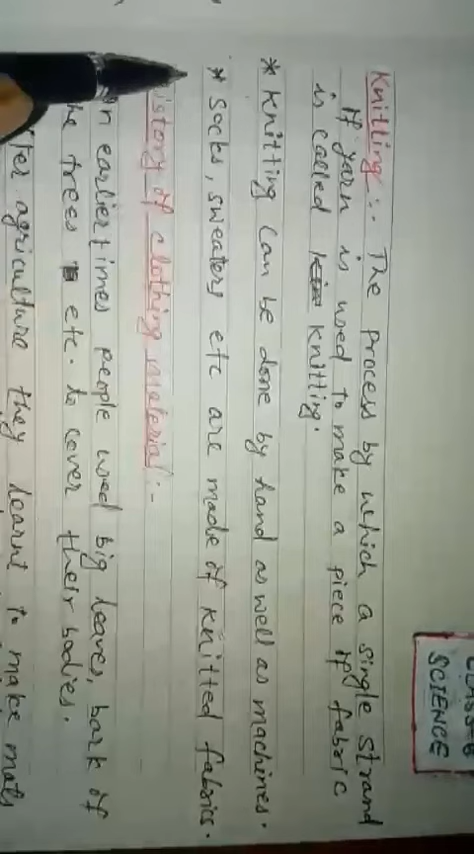 CLASS-6
SCIENCE
Knitting :- The process by which a single strand
of yarn is used to make a piece of fabric
is called knitting.
* Knitting can be done by hand as well as machines.
* Socks, sweaters etc are made of knitted fabrics.
istory of clothing material :-
n earlier times people used big leaves, bark of
he trees etc. to cover their bodies.
ter agriculture they learnt to make mats